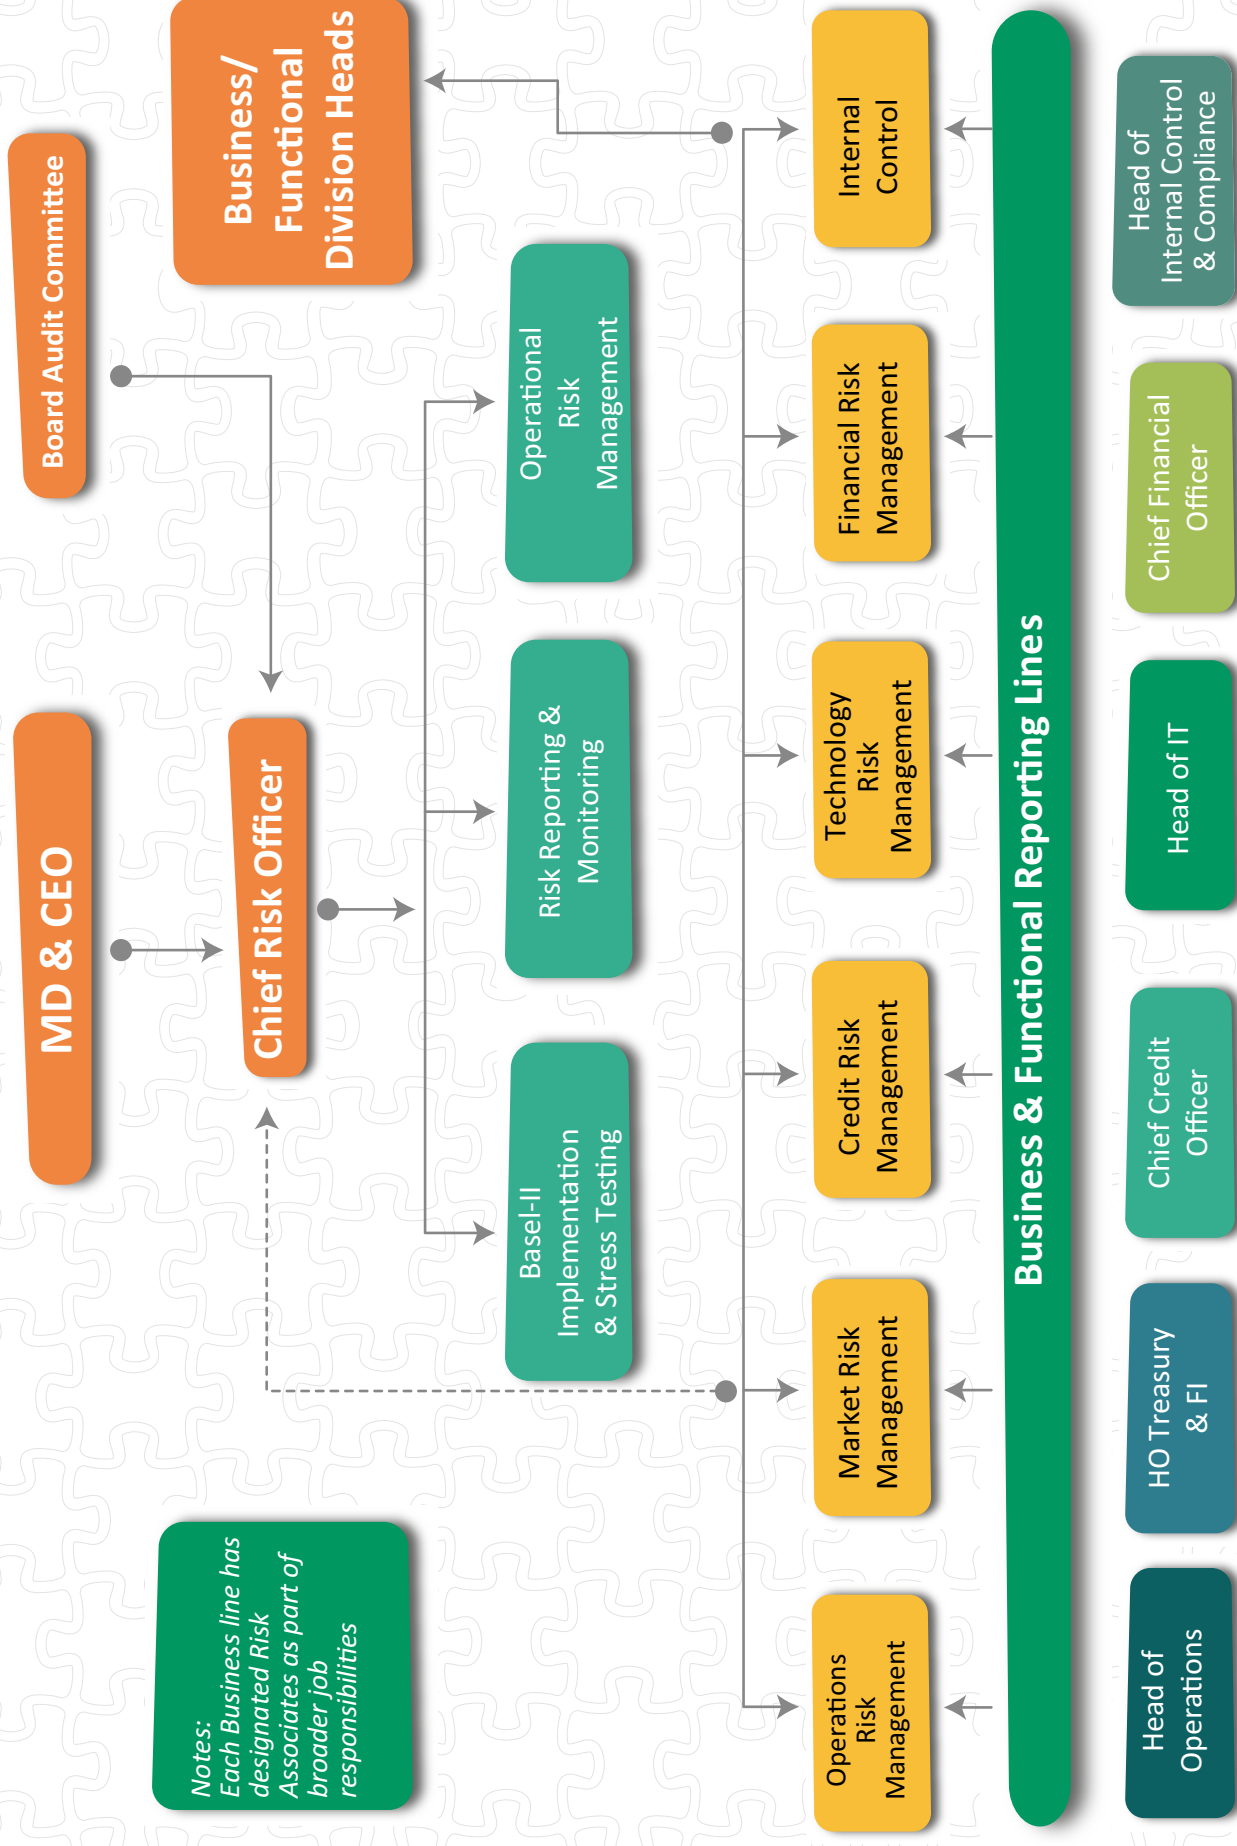 MD & CEO
Board Audit Committee
Notes:
Each Business line has
designated Risk
Associates as part of
broader job
responsibilities
Chief Risk Officer
Business/
Functional
Division Heads
Basel-II
Implementation
& Stress Testing
Risk Reporting &
Monitoring
Operational
Risk
Management
Operations
Risk
Management
Market Risk
Management
Credit Risk
Management
Technology
Risk
Management
Financial Risk
Management
Internal
Control
Business & Functional Reporting Lines
Head of
Operations
HO Treasury
& FI
Chief Credit
Officer
Head of IT
Chief Financial
Officer
Head of
Internal Control
& Compliance